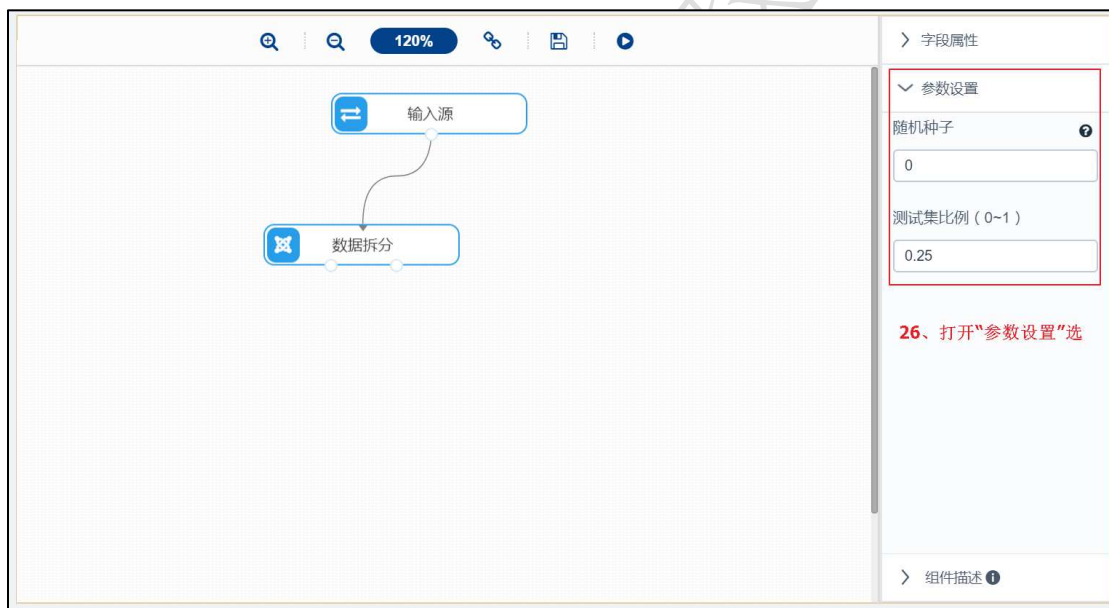 120%
字段属性
参数设置
随机种子
0
测试集比例（0~1）
0.25
输入源
数据拆分
26、打开“参数设置”选
组件描述